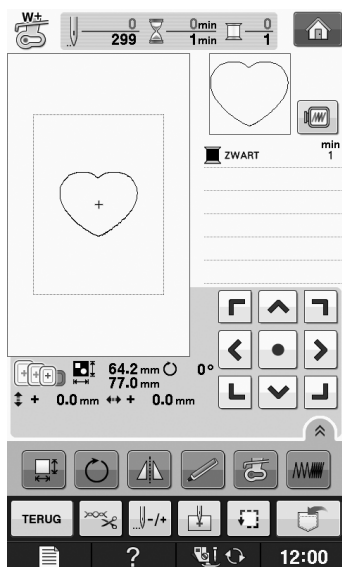 W+
0 0min 0
299 1min 1
min
ZWART 1
64.2 mm 0°
77.0 mm
+ 0.0 mm + 0.0 mm
TERUG -/+
? 12:00